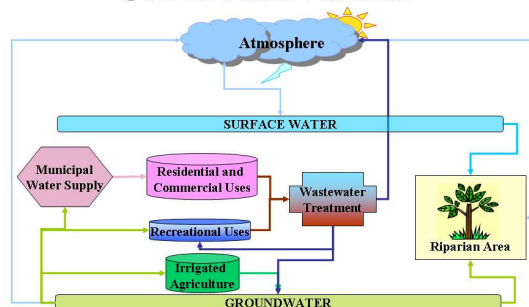 Atmosphere
SURFACE WATER
Municipal
Water Supply
Residential and
Commercial Uses
Wastewater
Treatment
Recreational Uses
Riparian Area
Irrigated
Agriculture
GROUNDWATER